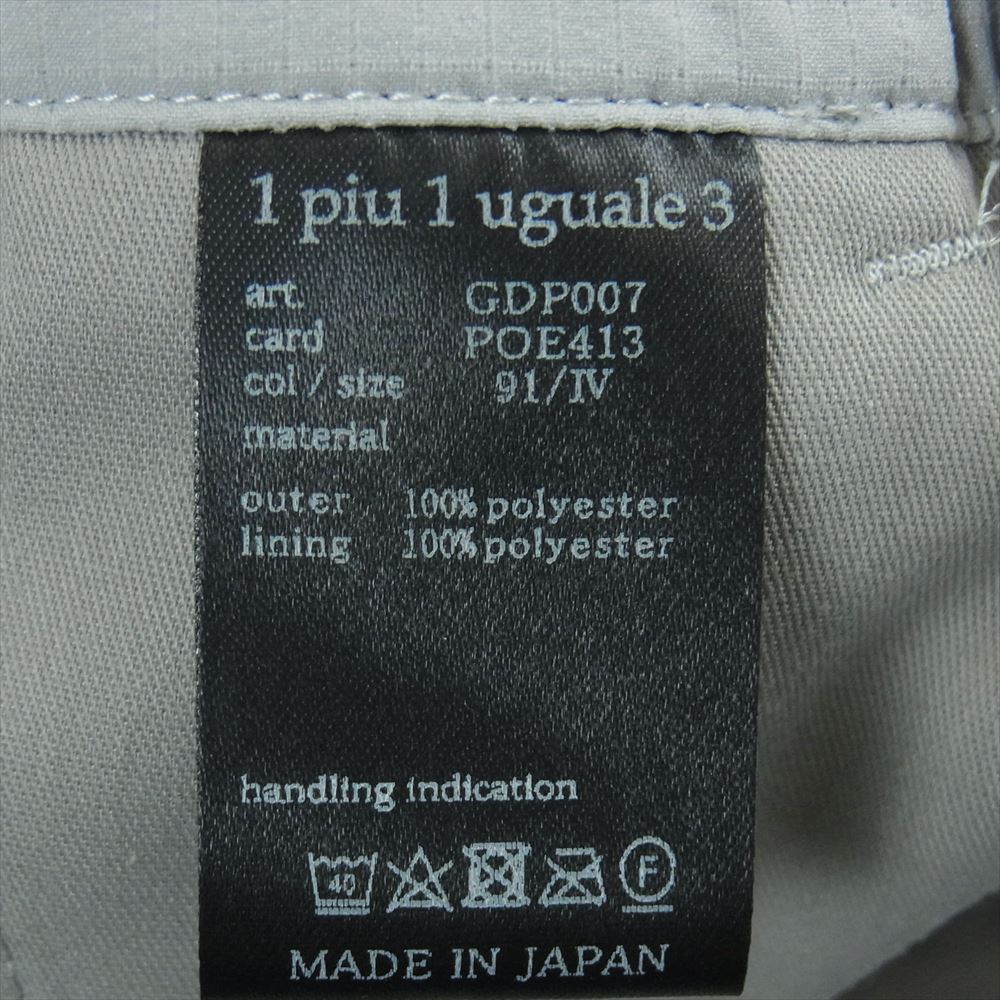 1 piu 1 uguale 3
art. GDP007
card POE413
col / size 91/IV
material
outer 100% polyester
lining 100% polyester
handling indication
40 F
MADE IN JAPAN